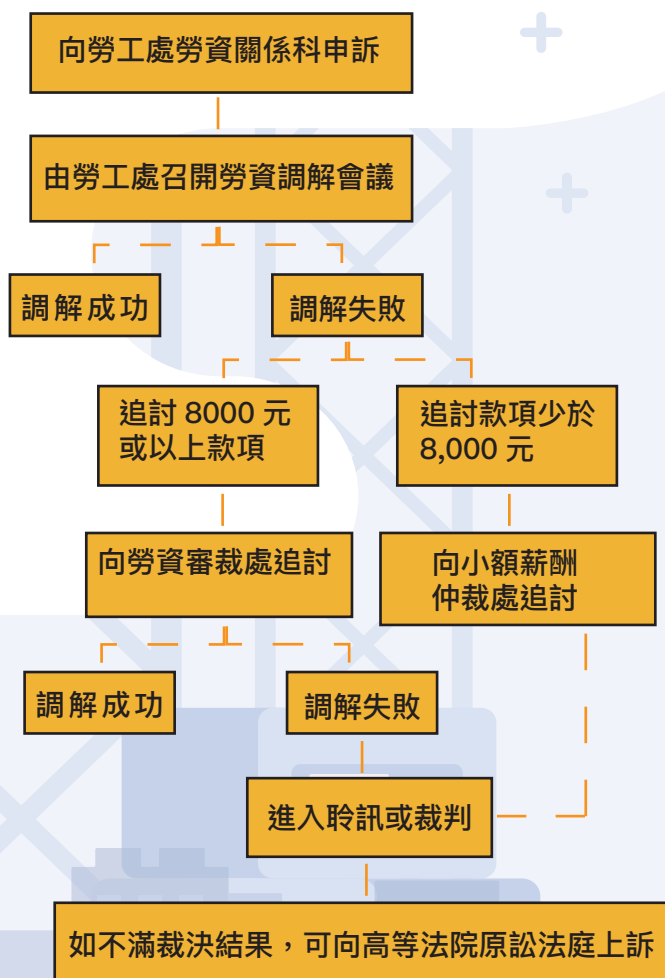 向勞工處勞資關係科申訴
由勞工處召開勞資調解會議
調解成功
調解失敗
追討 8000 元
或以上款項
追討款項少於
8,000 元
向勞資審裁處追討
向小額薪酬
仲裁處追討
調解成功
調解失敗
進入聆訊或裁判
如不滿裁決結果，可向高等法院原訟法庭上訴